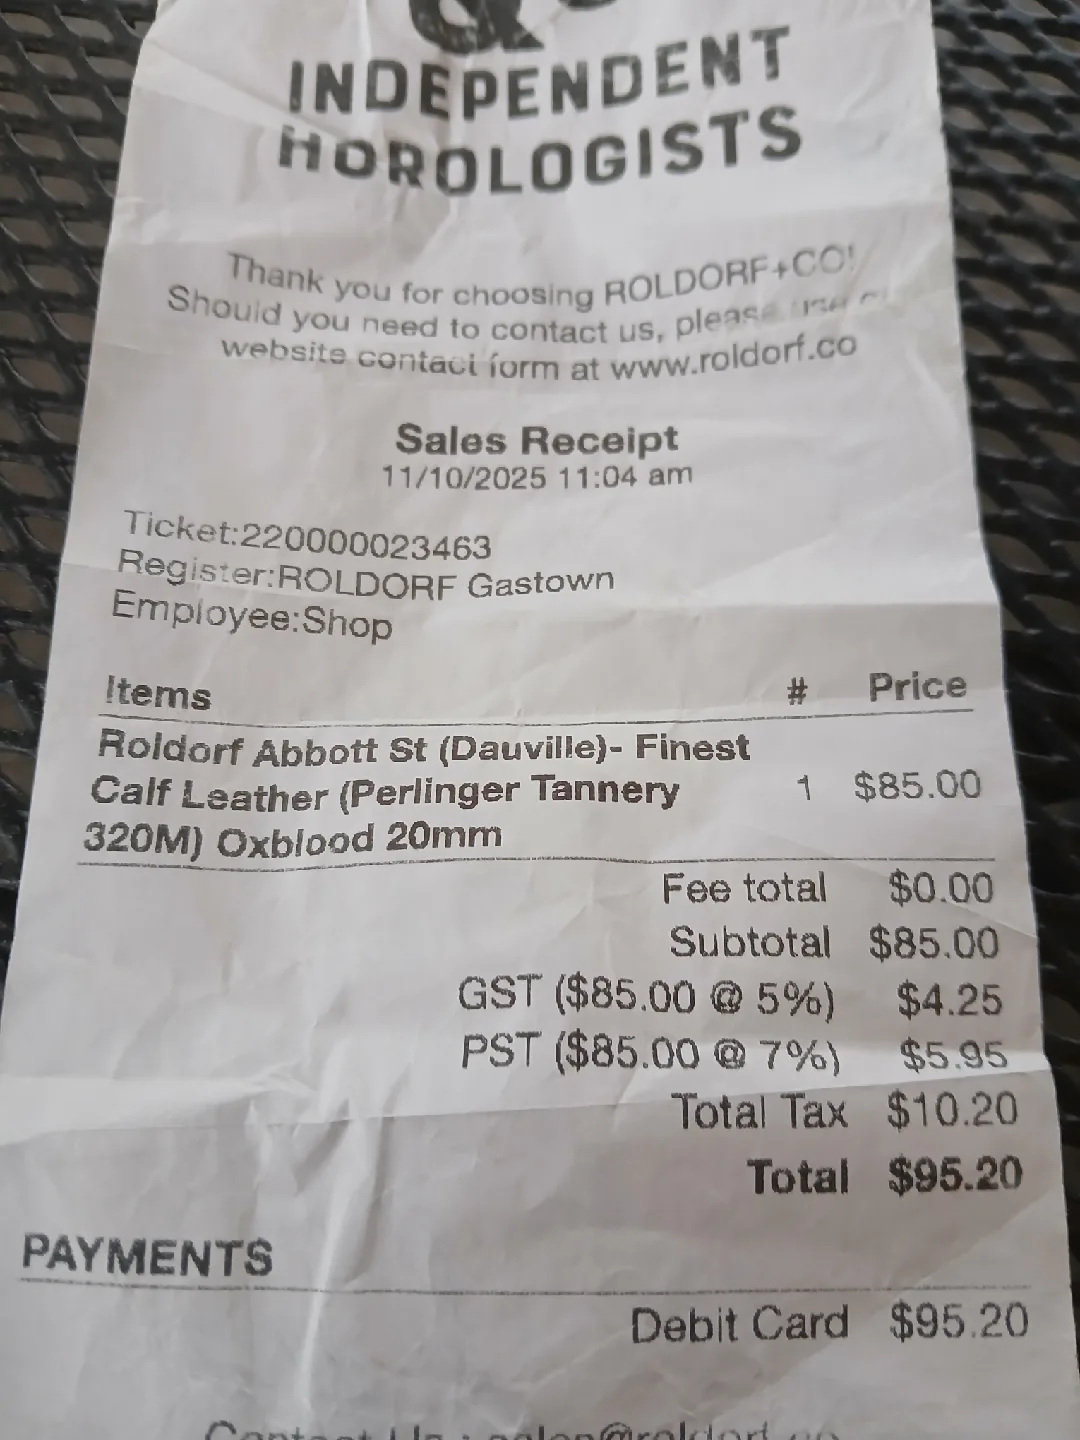 INDEPENDENT
HOROLOGISTS
Thank you for choosing ROLDORF+CO!
Should you need to contact us, please use
website contact form at www.roldorf.co
Sales Receipt
11/10/2025 11:04 am
Ticket:220000023463
Register:ROLDORF Gastown
Employee:Shop
Items # Price
Roldorf Abbott St (Dauville)- Finest
Calf Leather (Perlinger Tannery 1 $85.00
320M) Oxblood 20mm
Fee total $0.00
Subtotal $85.00
GST ($85.00 @ 5%) $4.25
PST ($85.00 @ 7%) $5.95
Total Tax $10.20
Total $95.20
PAYMENTS
Debit Card $95.20
Contact Us :